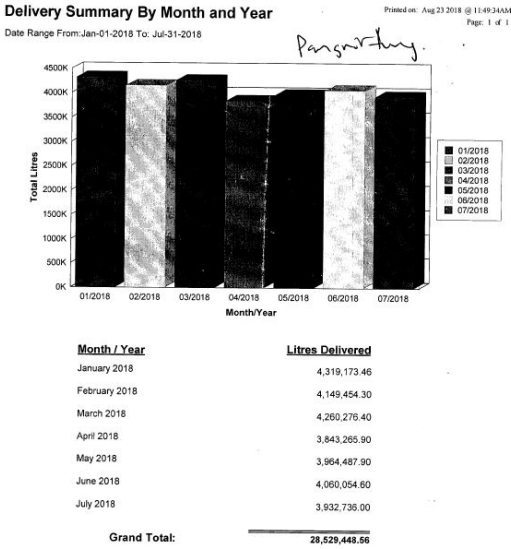 Delivery Summary By Month and Year
Printed on: Aug 23 2018 @ 11:49:34AM
Page: 1 of 1
Date Range From:Jan-01-2018 To: Jul-31-2018
Pangnirtung.
4500K
4000K
3500K
3000K
2500K
2000K
1500K
1000K
500K
0K
Total Litres
01/2018 02/2018 03/2018 04/2018 05/2018 06/2018 07/2018
Month/Year
01/2018
02/2018
03/2018
04/2018
05/2018
06/2018
07/2018
Month / Year Litres Delivered
January 2018 4,319,173.46
February 2018 4,149,454.30
March 2018 4,260,276.40
April 2018 3,843,265.90
May 2018 3,964,487.90
June 2018 4,060,054.60
July 2018 3,932,736.00
Grand Total: 28,529,448.56